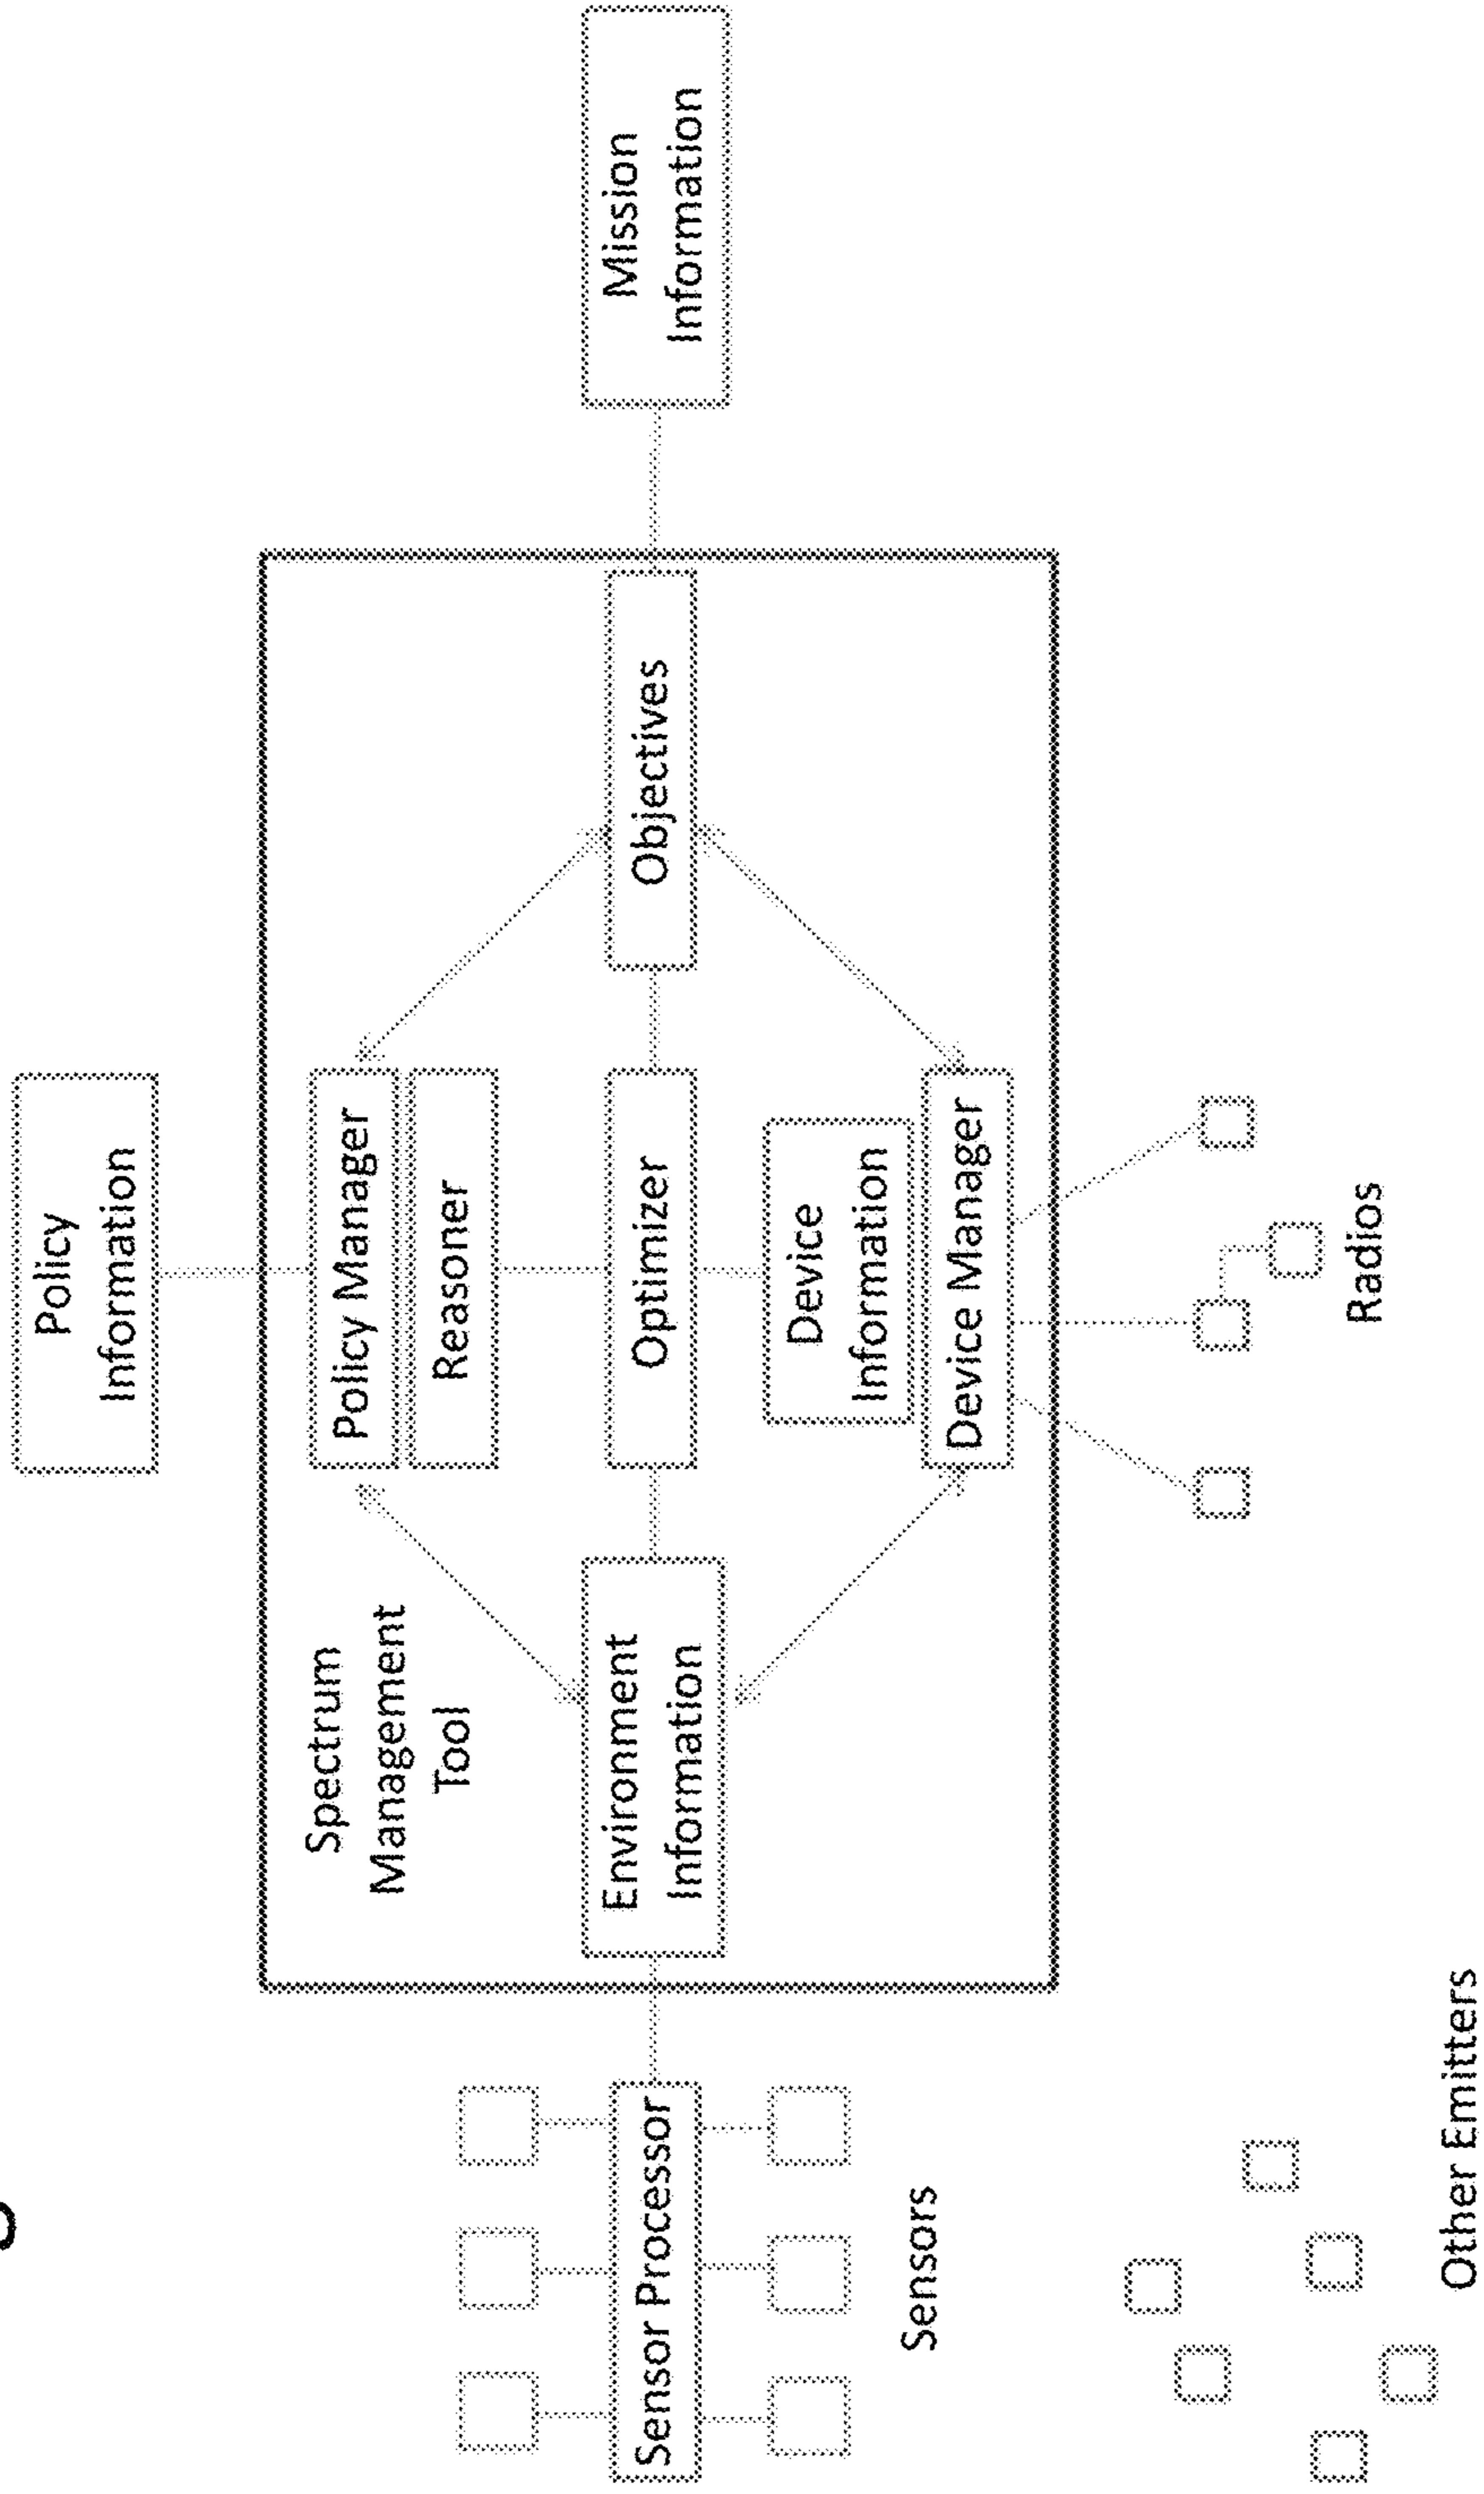 Policy
Information
Spectrum
Management
Tool
Policy Manager
Reasoner
Sensor Processor
Environment
Information
Optimizer
Objectives
Mission
Information
Device
Information
Device Manager
Sensors
Radios
Other Emitters